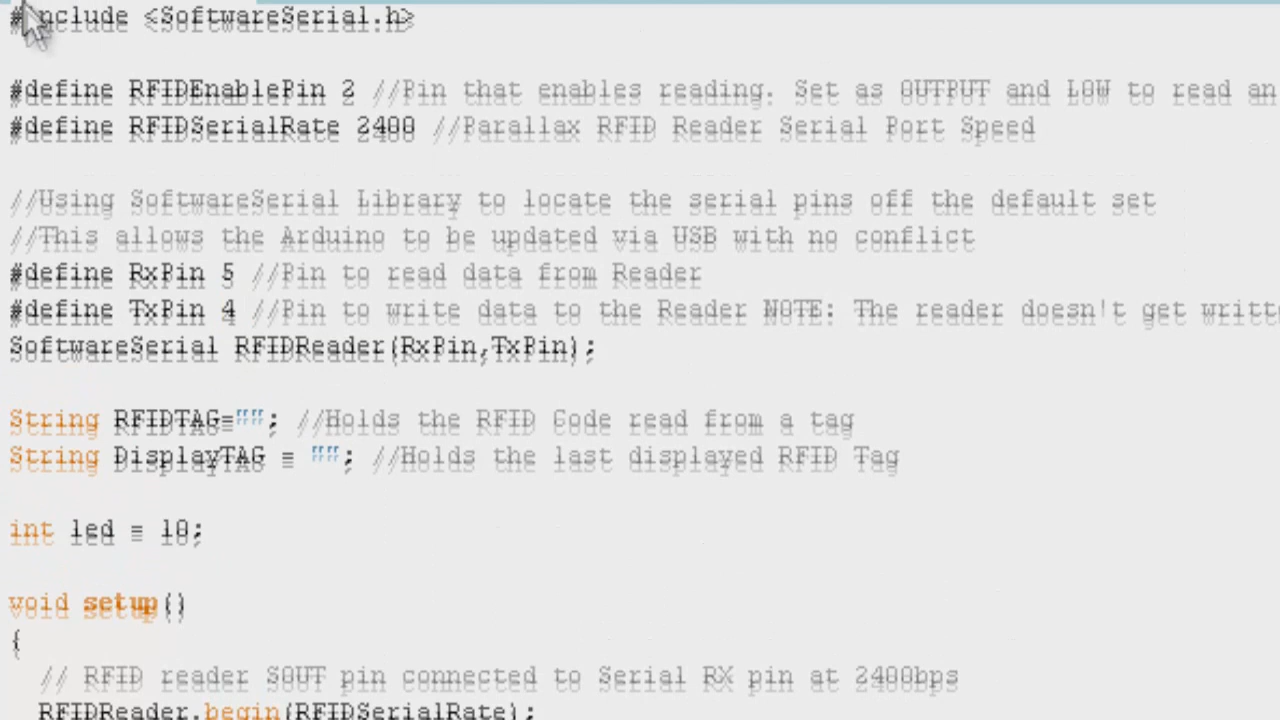 #include <SoftwareSerial.h>
#define RFIDEnablePin 2 //Pin that enables reading. Set as OUTPUT and LOW to read an
#define RFIDSerialRate 2400 //Parallax RFID Reader Serial Port Speed
//Using SoftwareSerial Library to locate the serial pins off the default set
//This allows the Arduino to be updated via USB with no conflict
#define RxPin 5 //Pin to read data from Reader
#define TxPin 4 //Pin to write data to the Reader NOTE: The reader doesn't get writt
SoftwareSerial RFIDReader(RxPin,TxPin);
String RFIDTAG=""; //Holds the RFID Code read from a tag
String DisplayTAG = ""; //Holds the last displayed RFID Tag
int led = 10;
void setup()
{
// RFID reader SOUT pin connected to Serial RX pin at 2400bps
RFIDReader.begin(RFIDSerialRate);